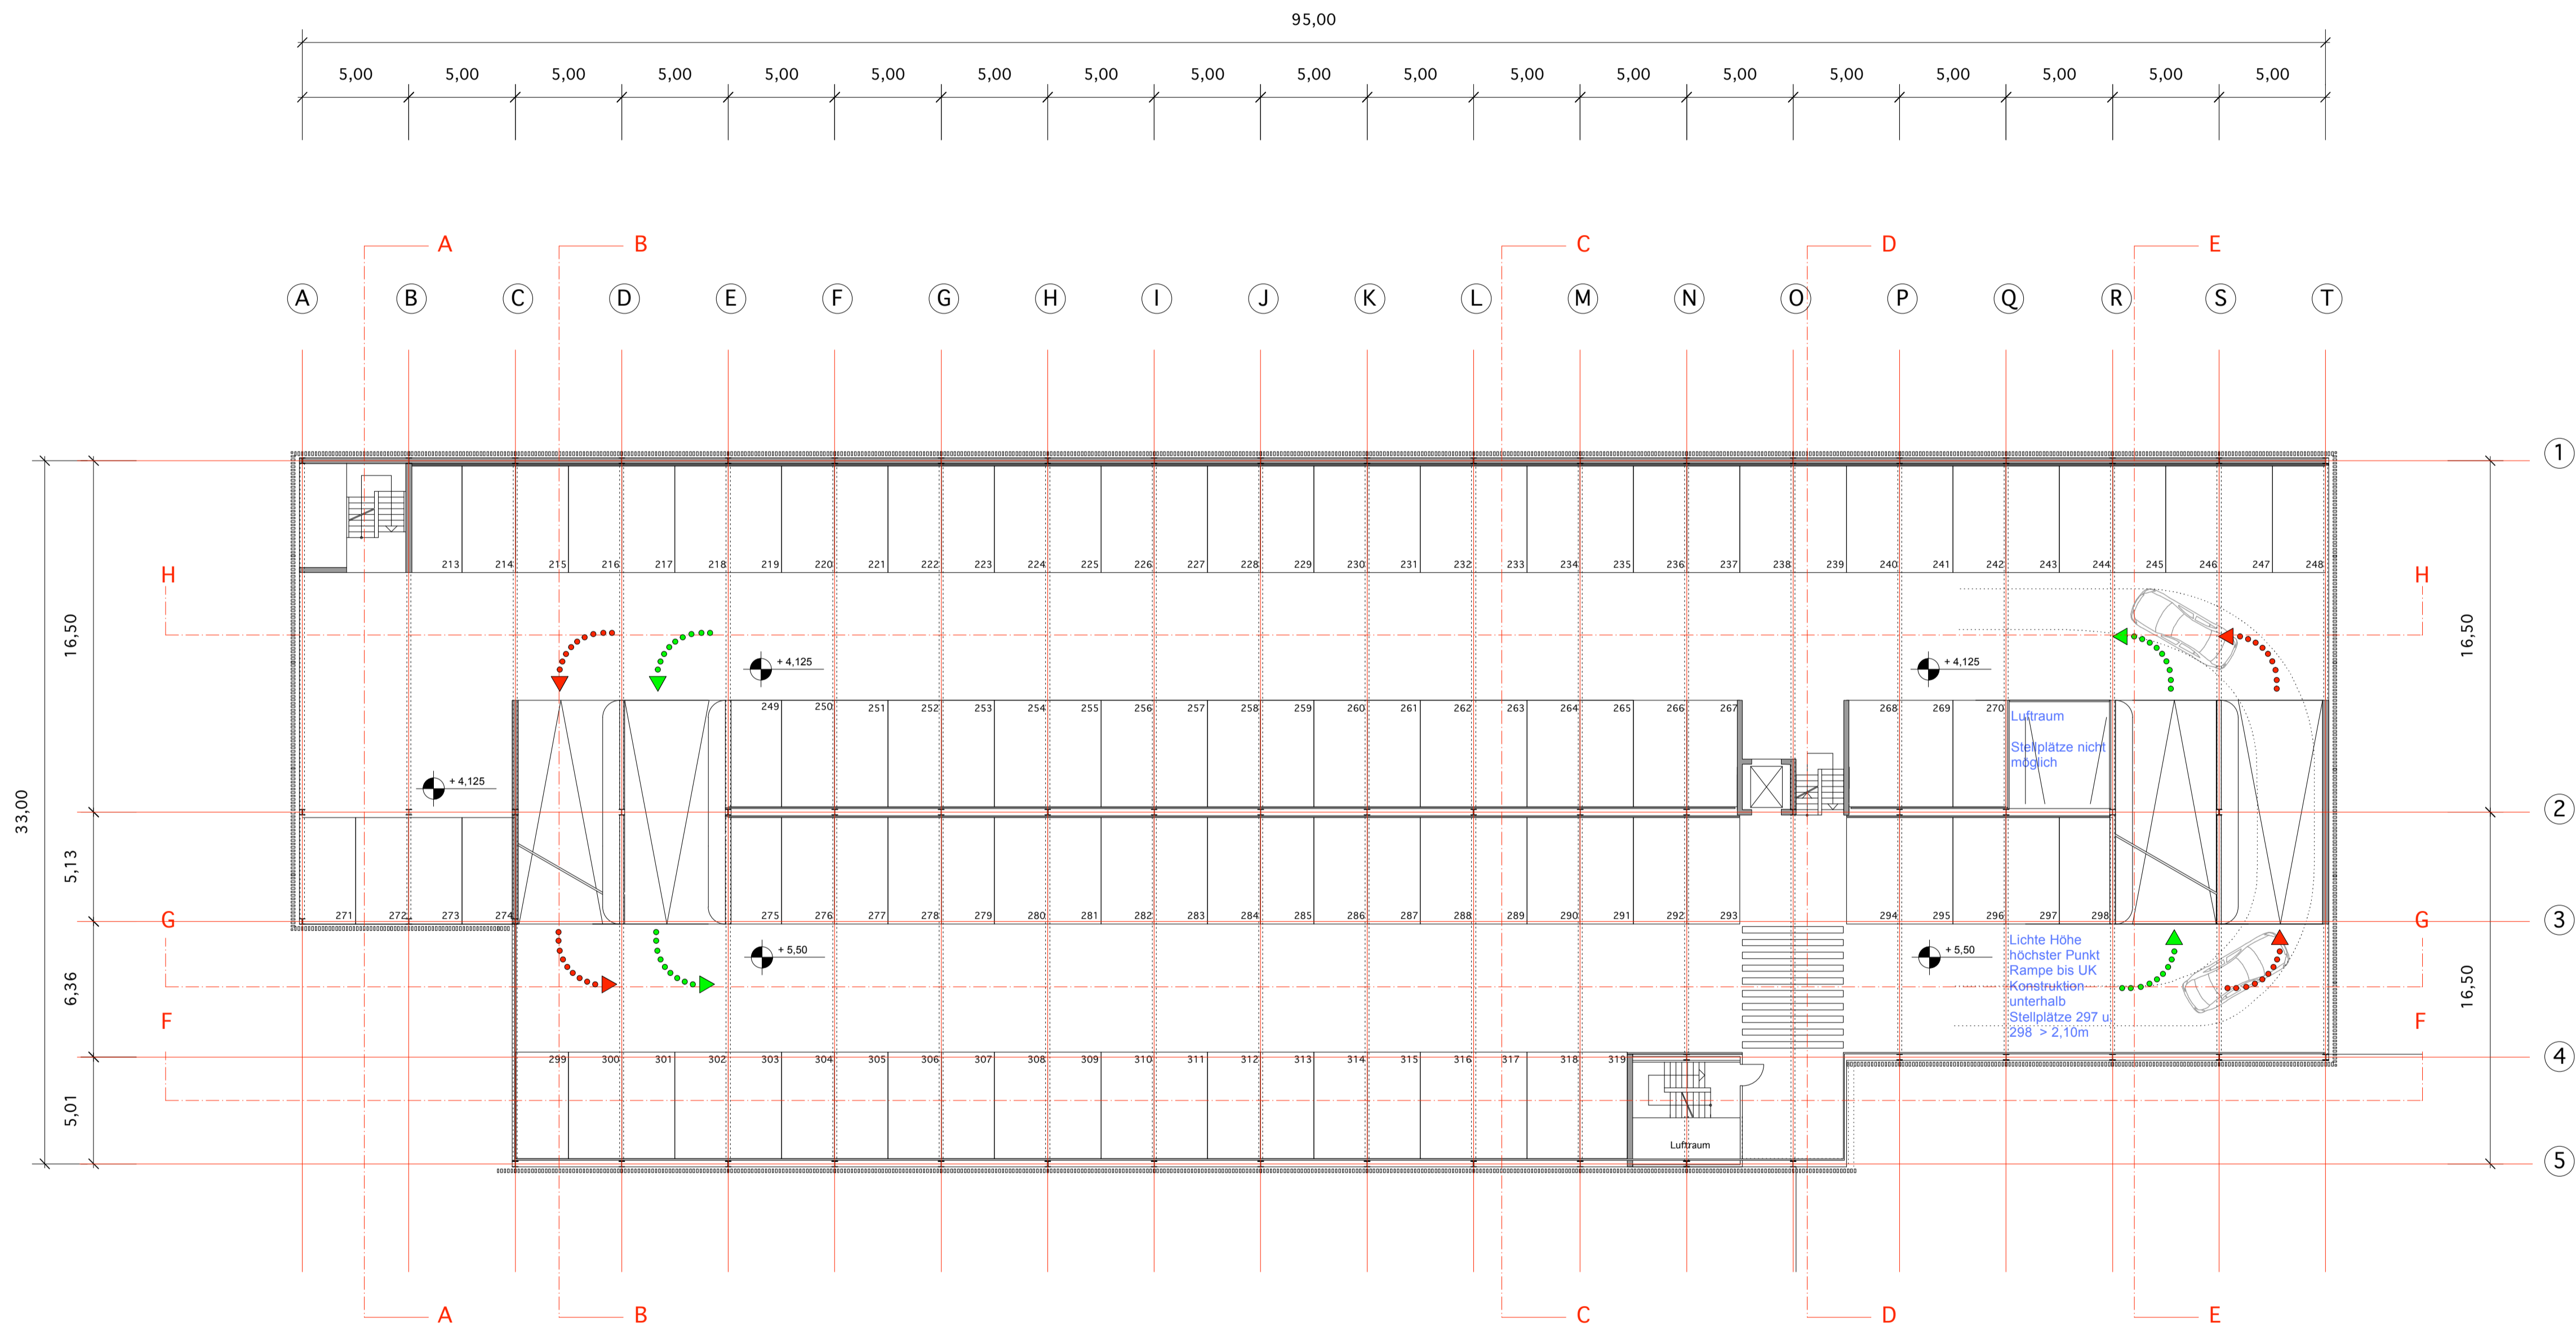 95,00
5,00 5,00 5,00 5,00 5,00 5,00 5,00 5,00 5,00 5,00 5,00 5,00 5,00 5,00 5,00 5,00 5,00 5,00 5,00
A B C D E
A B C D E F G H I J K L M N O P Q R S T
1
213 214 215 216 217 218 219 220 221 222 223 224 225 226 227 228 229 230 231 232 233 234 235 236 237 238 239 240 241 242 243 244 245 246 247 248
H H
16,50 16,50
+ 4,125 + 4,125
249 250 251 252 253 254 255 256 257 258 259 260 261 262 263 264 265 266 267 268 269 270
Luftraum
Stellplätze nicht
möglich
+ 4,125
33,00
2
5,13
271 272 273 274 275 276 277 278 279 280 281 282 283 284 285 286 287 288 289 290 291 292 293 294 295 296 297 298
G G
3
+ 5,50 + 5,50
Lichte Höhe
höchster Punkt
Rampe bis UK
Konstruktion
unterhalb
Stellplätze 297 u
298 > 2,10m
6,36 16,50
F F
4
299 300 301 302 303 304 305 306 307 308 309 310 311 312 313 314 315 316 317 318 319
5,01
Luftraum
5
A B C D E